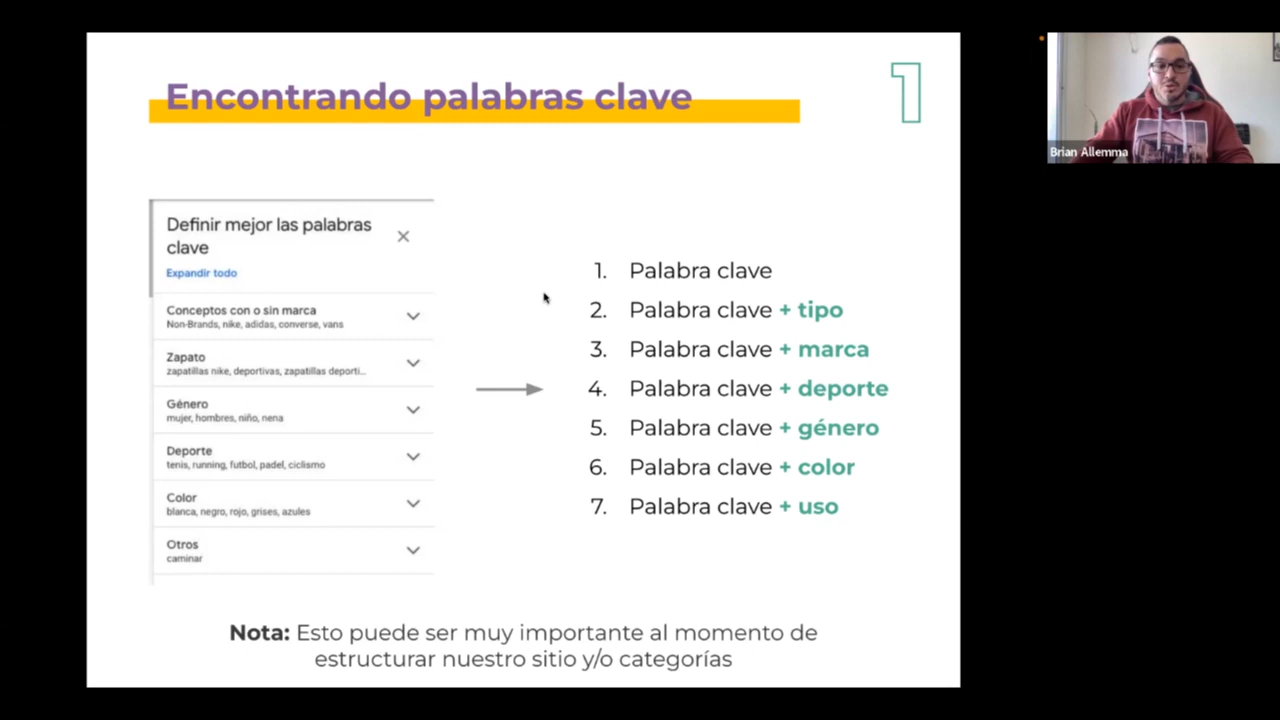 Encontrando palabras clave
1
Brian Allemma
Definir mejor las palabras
clave
Expandir todo
Conceptos con o sin marca
Non-Brands, nike, adidas, converse, vans
Zapato
zapatillas nike, deportivas, zapatillas deporti...
Género
mujer, hombres, niño, nena
Deporte
tenis, running, futbol, padel, ciclismo
Color
blanca, negro, rojo, grises, azules
Otros
caminar
1. Palabra clave
2. Palabra clave + tipo
3. Palabra clave + marca
4. Palabra clave + deporte
5. Palabra clave + género
6. Palabra clave + color
7. Palabra clave + uso
Nota: Esto puede ser muy importante al momento de
estructurar nuestro sitio y/o categorías